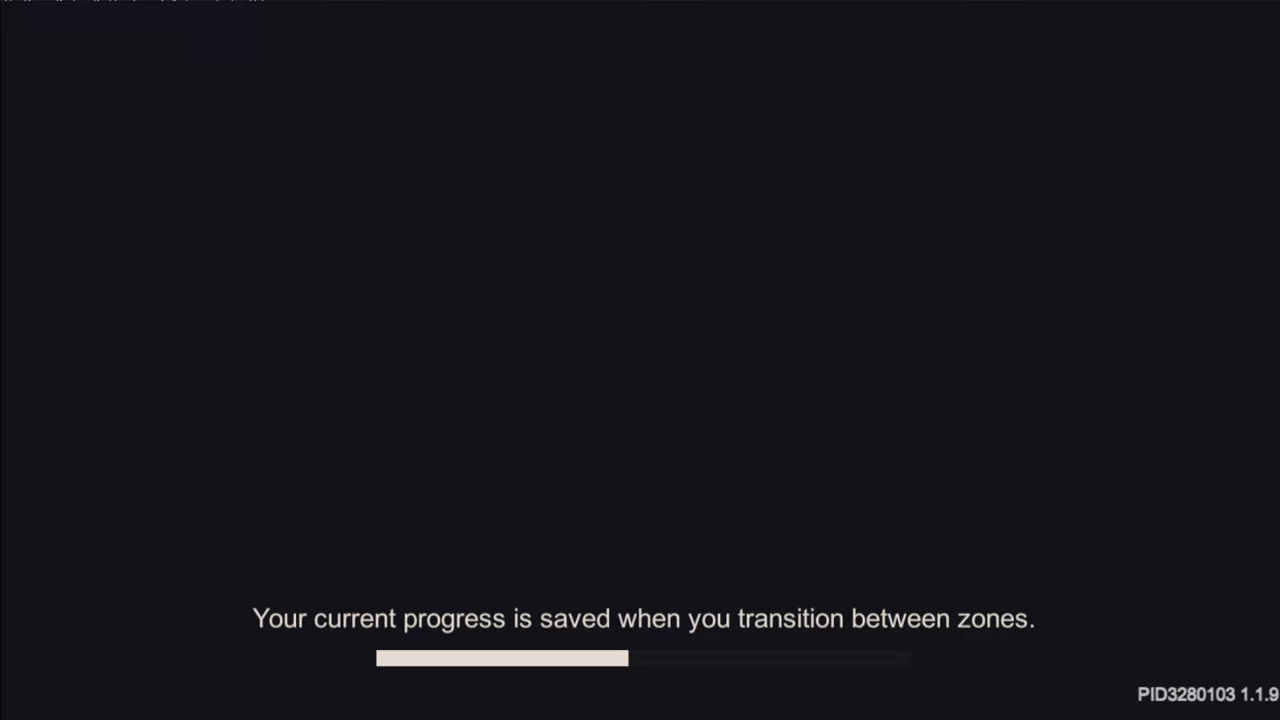 Your current progress is saved when you transition between zones.
PID3280103 1.1.9